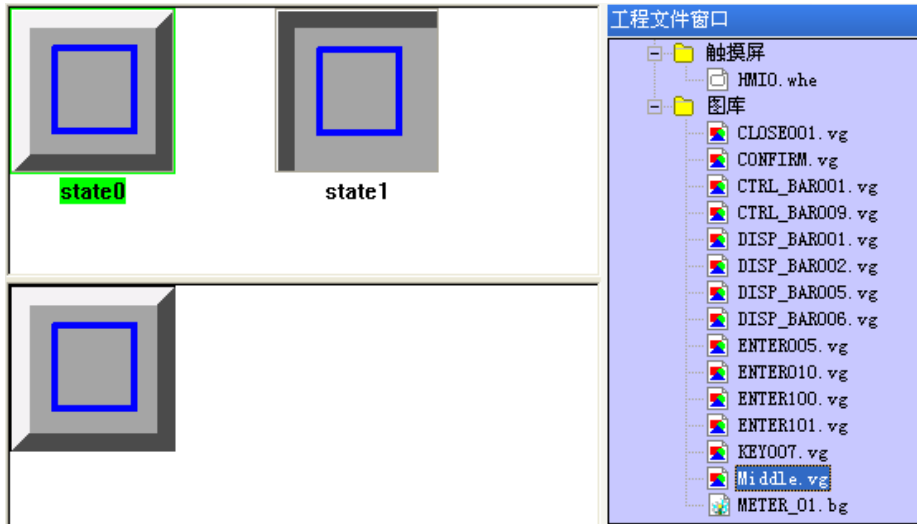 state0
state1
工程文件窗口
触摸屏
HMI0.whe
图库
CLOSE001.vg
CONFIRM.vg
CTRL_BAR001.vg
CTRL_BAR009.vg
DISP_BAR001.vg
DISP_BAR002.vg
DISP_BAR005.vg
DISP_BAR006.vg
ENTER005.vg
ENTER010.vg
ENTER100.vg
ENTER101.vg
KEY007.vg
Middle.vg
METER_01.bg